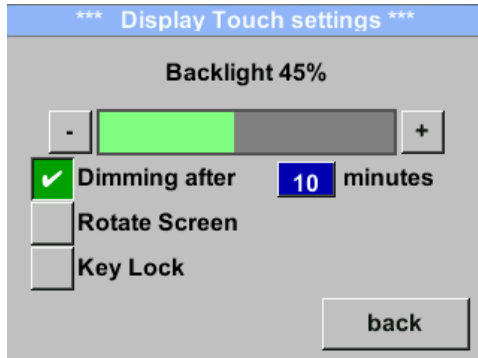 *** Display Touch settings ***
Backlight 45%
- +
✔ Dimming after 10 minutes
Rotate Screen
Key Lock
back